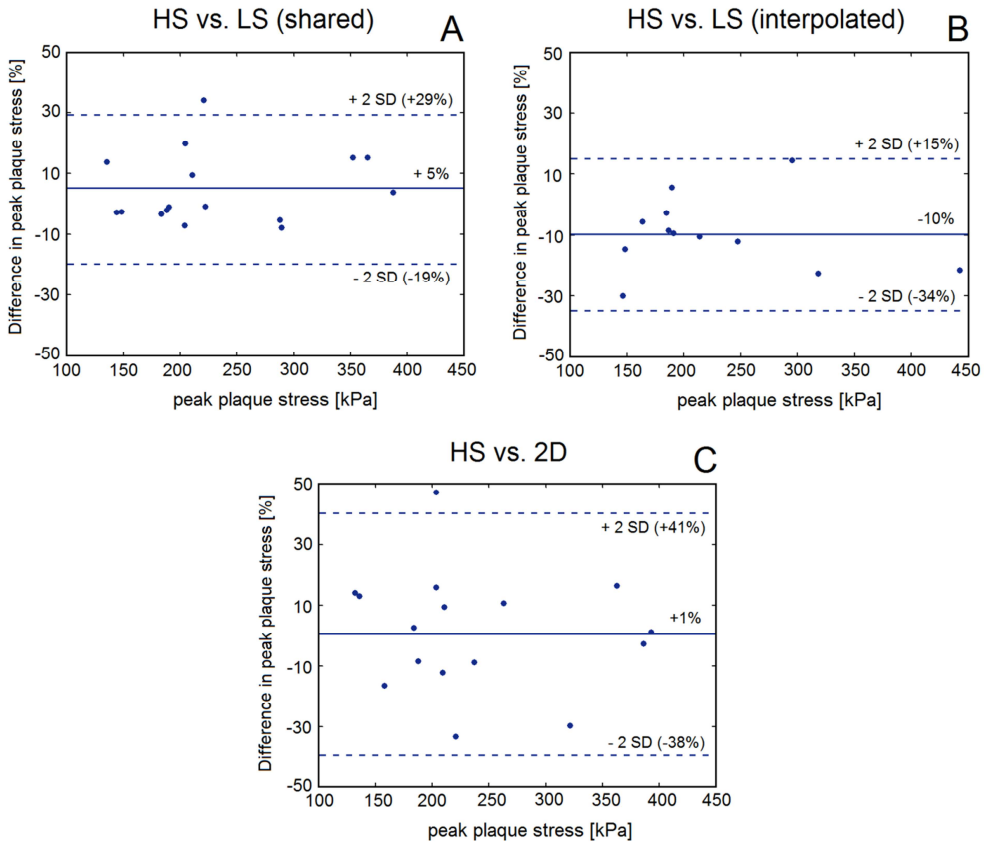 HS vs. LS (shared)
A
Difference in peak plaque stress [%]
50
30
10
-10
-30
-50
+ 2 SD (+29%)
+ 5%
- 2 SD (-19%)
100 150 200 250 300 350 400 450
peak plaque stress [kPa]
HS vs. LS (interpolated)
B
Difference in peak plaque stress [%]
50
30
10
-10
-30
-50
+ 2 SD (+15%)
-10%
- 2 SD (-34%)
100 150 200 250 300 350 400 450
peak plaque stress [kPa]
HS vs. 2D
C
Difference in peak plaque stress [%]
50
30
10
-10
-30
-50
+ 2 SD (+41%)
+1%
- 2 SD (-38%)
100 150 200 250 300 350 400 450
peak plaque stress [kPa]